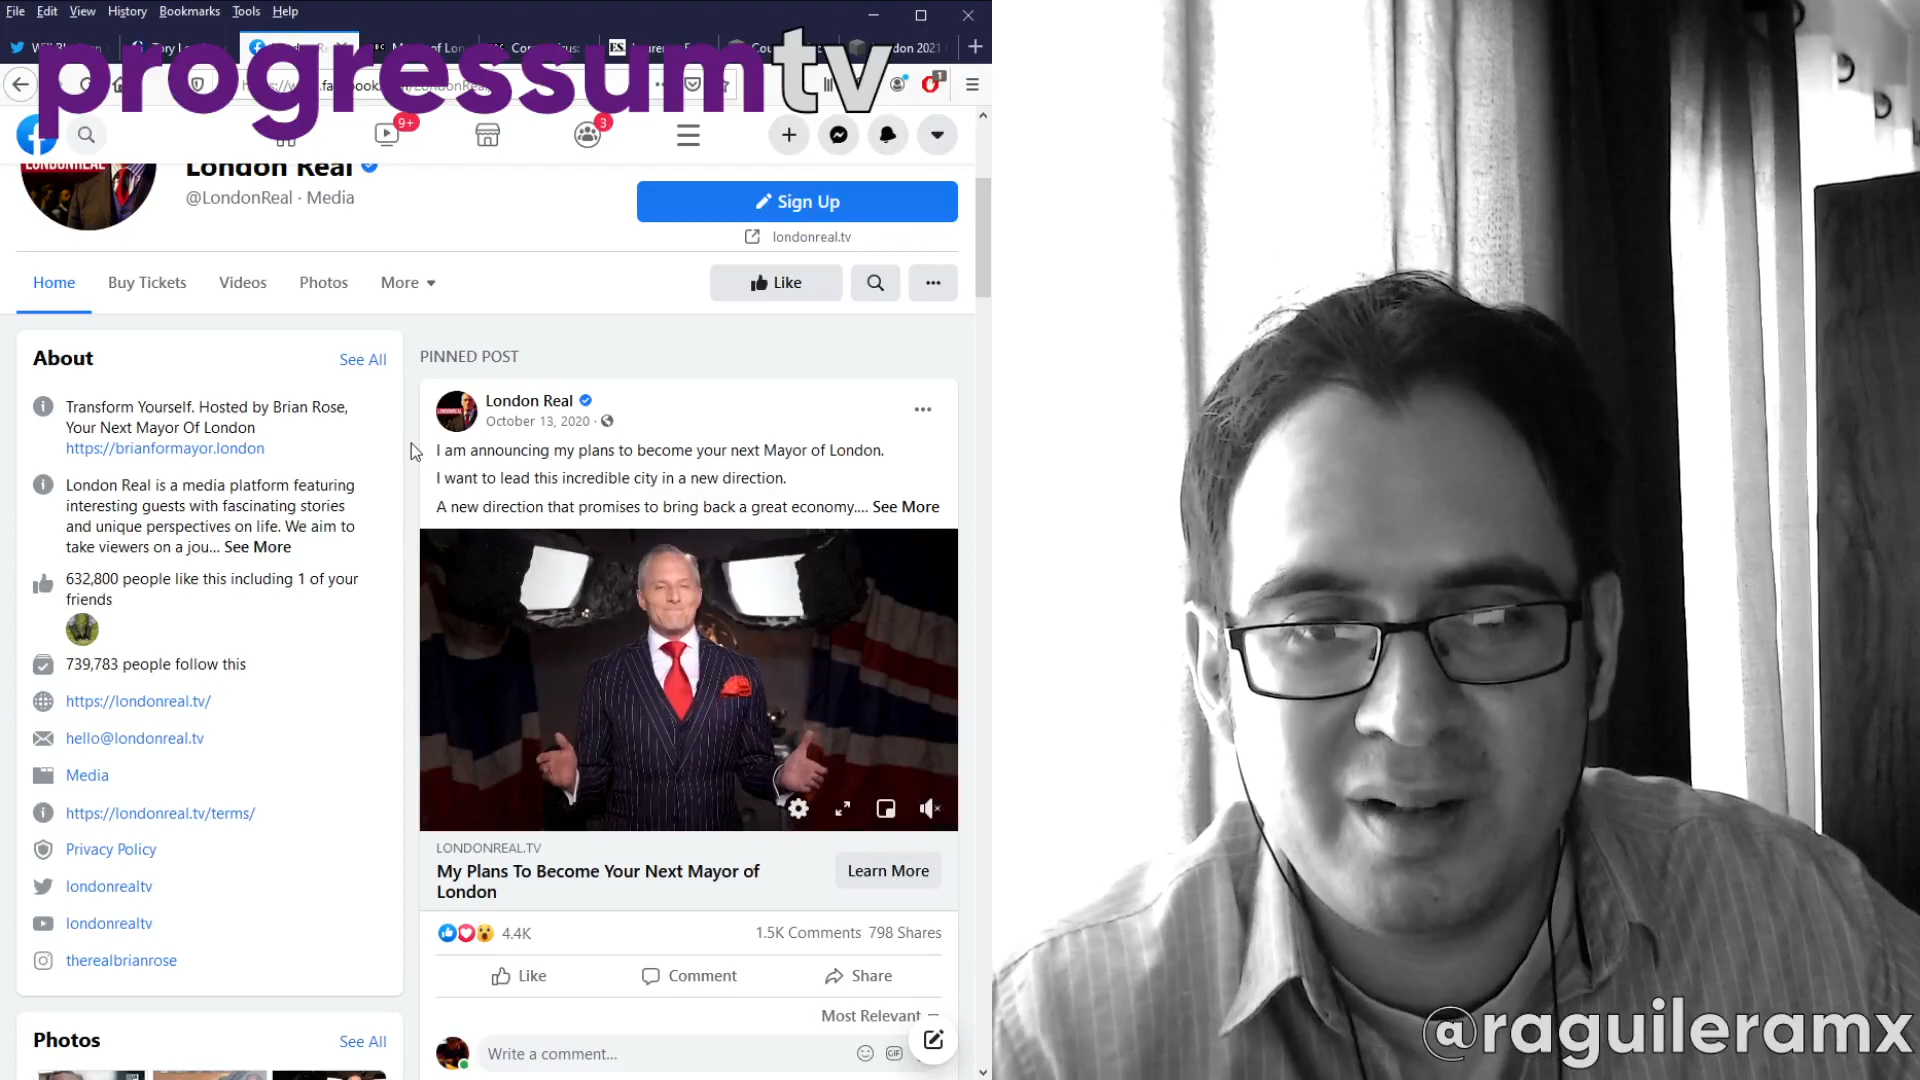 File Edit View History Bookmarks Tools Help
progressumtv
London Real
@LondonReal · Media
Sign Up
londonreal.tv
9+
3
1
Home Buy Tickets Videos Photos More
Like
About See All
Transform Yourself. Hosted by Brian Rose,
Your Next Mayor Of London
https://brianformayor.london
London Real is a media platform featuring
interesting guests with fascinating stories
and unique perspectives on life. We aim to
take viewers on a jou... See More
632,800 people like this including 1 of your
friends
739,783 people follow this
https://londonreal.tv/
hello@londonreal.tv
Media
https://londonreal.tv/terms/
Privacy Policy
londonrealtv
londonrealtv
therealbrianrose
Photos See All
PINNED POST
London Real
October 13, 2020 ·
I am announcing my plans to become your next Mayor of London.
I want to lead this incredible city in a new direction.
A new direction that promises to bring back a great economy.... See More
LONDONREAL.TV
My Plans To Become Your Next Mayor of
London
Learn More
4.4K 1.5K Comments 798 Shares
Like Comment Share
Most Relevant
Write a comment...
GIF
@raguileramx